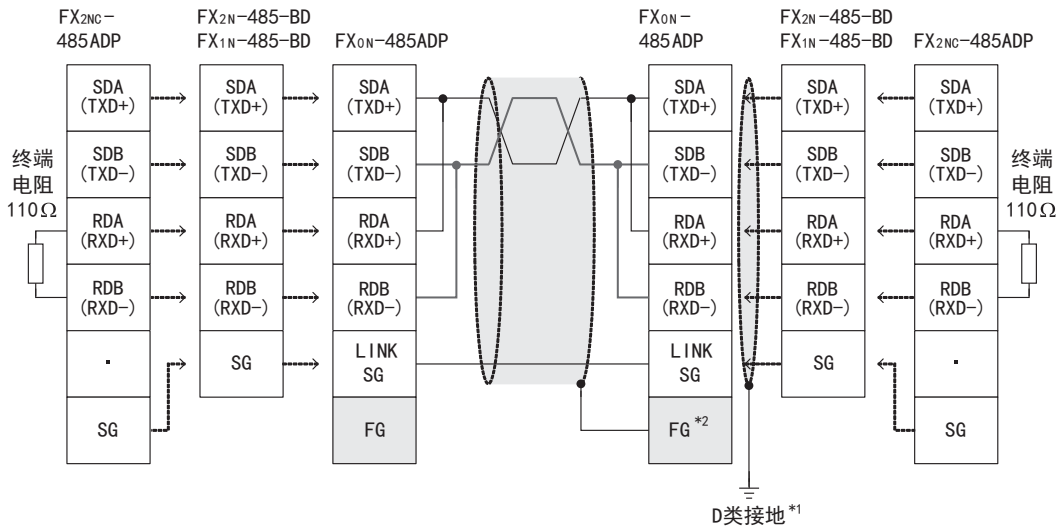 FX2NC-
485ADP
FX2N-485-BD
FX1N-485-BD
FX0N-485ADP
FX0N-
485ADP
FX2N-485-BD
FX1N-485-BD
FX2NC-485ADP
终端
电阻
110Ω
SDA
(TXD+)
SDB
(TXD-)
RDA
(RXD+)
RDB
(RXD-)
·
SG
SDA
(TXD+)
SDB
(TXD-)
RDA
(RXD+)
RDB
(RXD-)
SG
SDA
(TXD+)
SDB
(TXD-)
RDA
(RXD+)
RDB
(RXD-)
LINK
SG
FG
SDA
(TXD+)
SDB
(TXD-)
RDA
(RXD+)
RDB
(RXD-)
LINK
SG
FG*2
SDA
(TXD+)
SDB
(TXD-)
RDA
(RXD+)
RDB
(RXD-)
SG
SDA
(TXD+)
SDB
(TXD-)
RDA
(RXD+)
RDB
(RXD-)
·
SG
终端
电阻
110Ω
D类接地*1